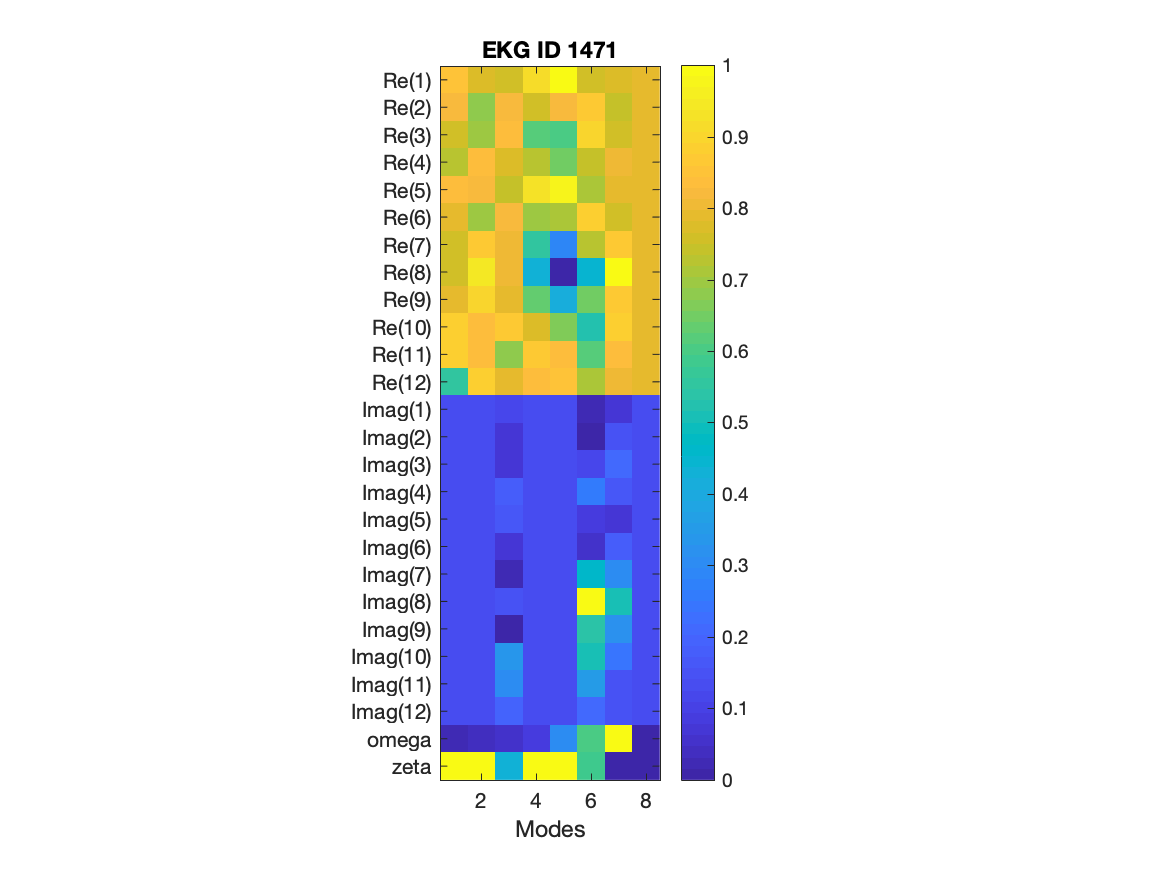 EKG ID 1471
Re(1)
Re(2)
Re(3)
Re(4)
Re(5)
Re(6)
Re(7)
Re(8)
Re(9)
Re(10)
Re(11)
Re(12)
Imag(1)
Imag(2)
Imag(3)
Imag(4)
Imag(5)
Imag(6)
Imag(7)
Imag(8)
Imag(9)
Imag(10)
Imag(11)
Imag(12)
omega
zeta
2 4 6 8
Modes
1
0.9
0.8
0.7
0.6
0.5
0.4
0.3
0.2
0.1
0